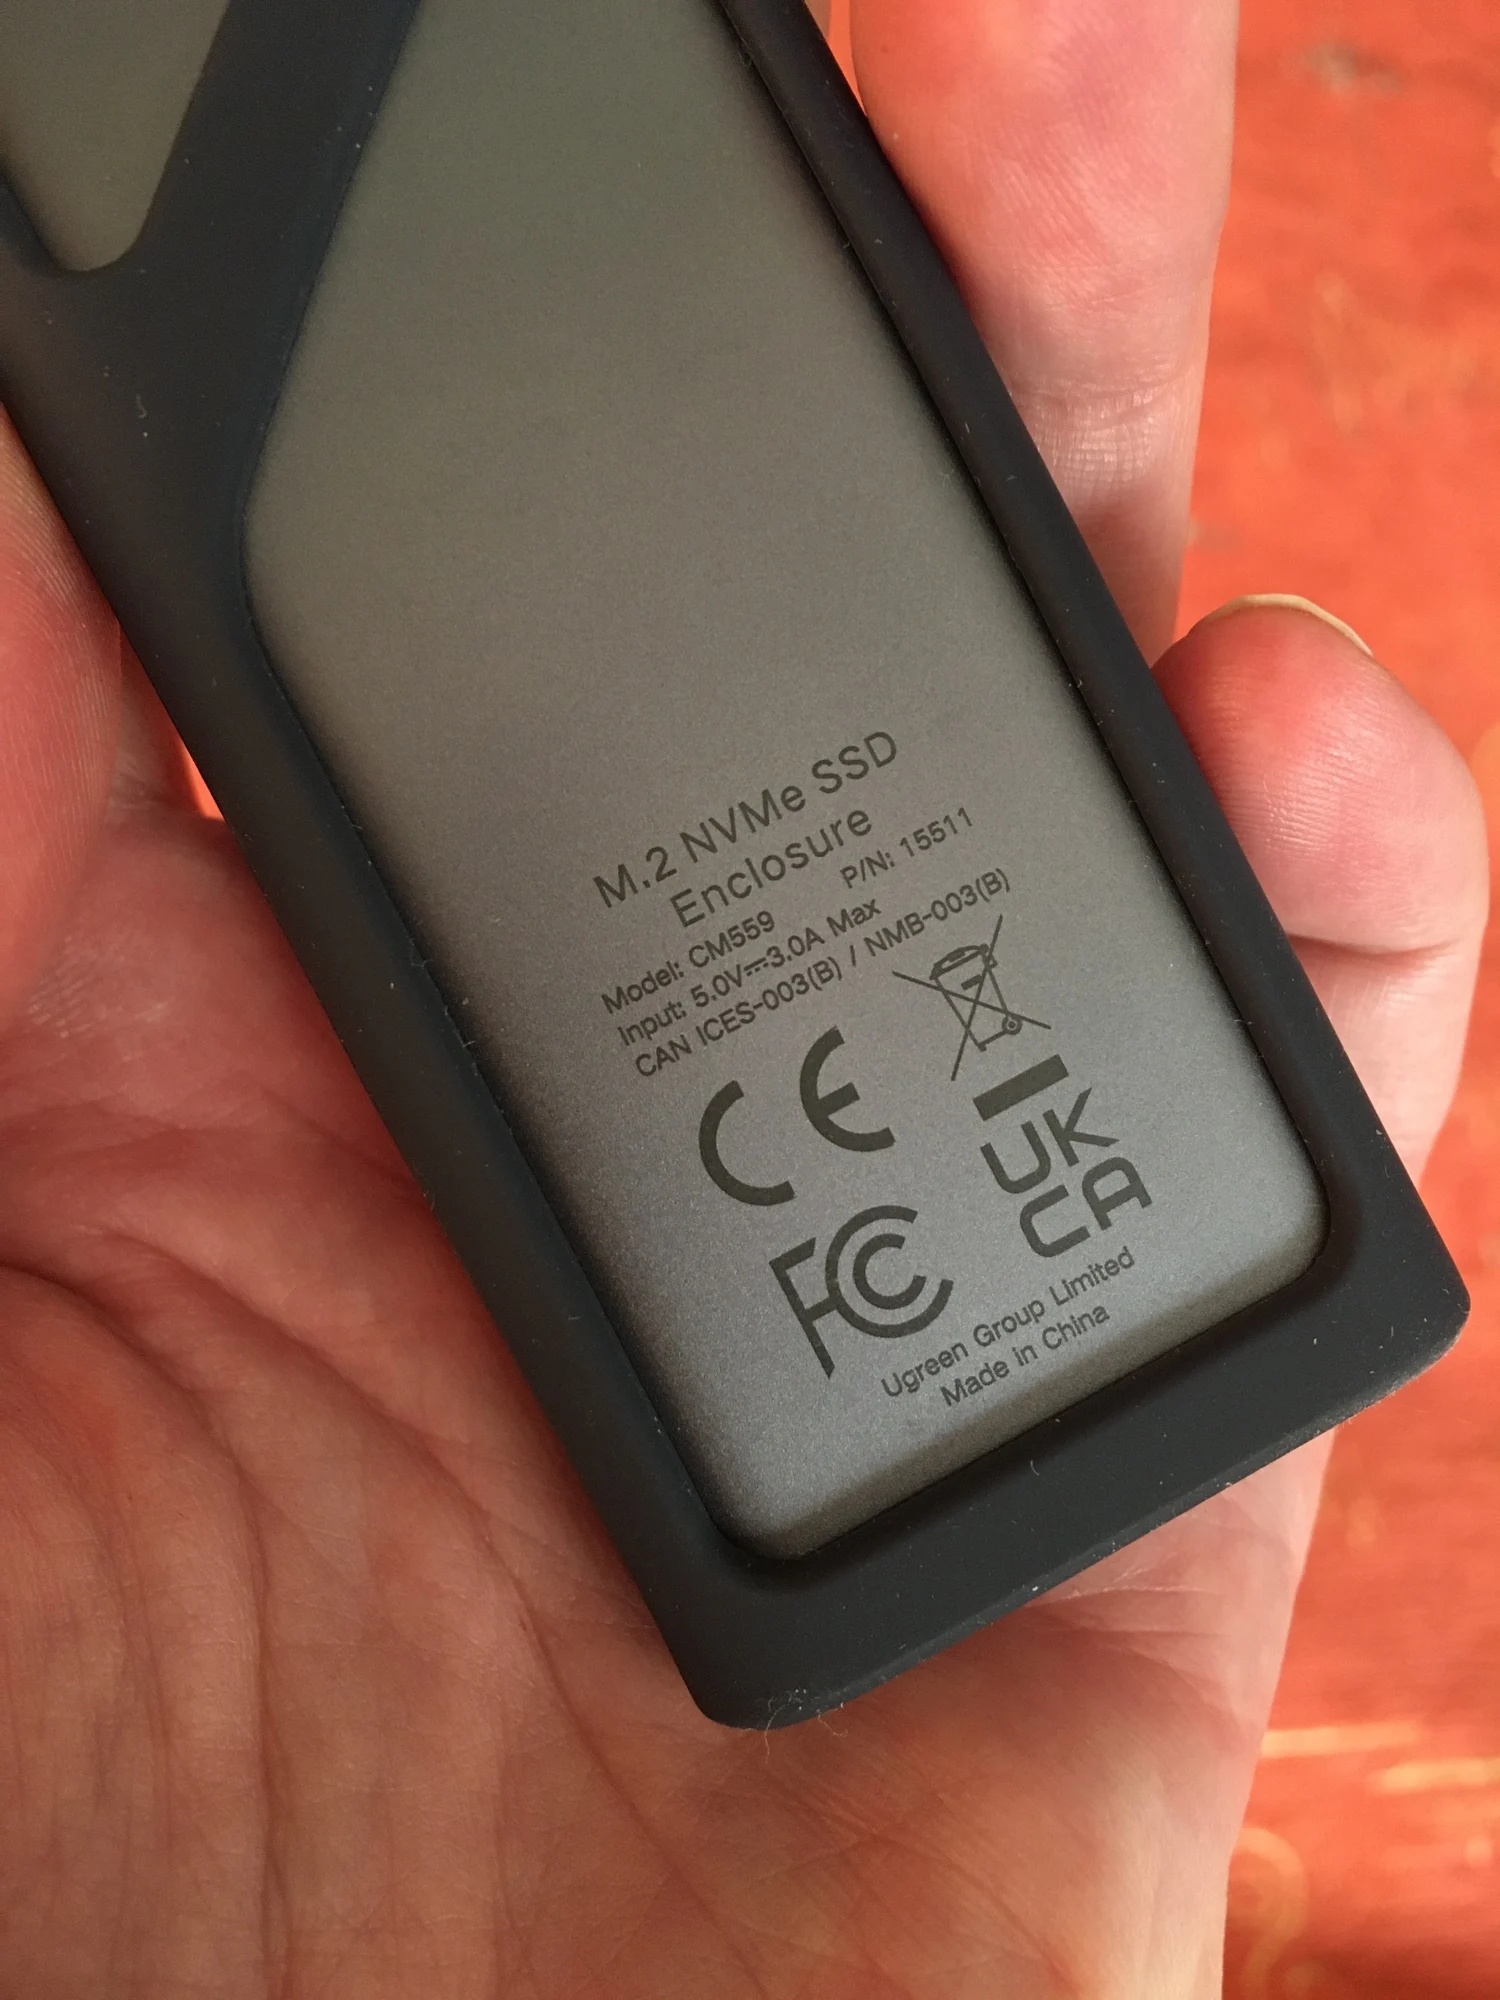 M.2 NVMe SSD
Enclosure
Model: CM559 P/N: 15511
Input: 5.0V⎓3.0A Max
CAN ICES-003(B) / NMB-003(B)
CE
UK
CA
FC
Ugreen Group Limited
Made in China